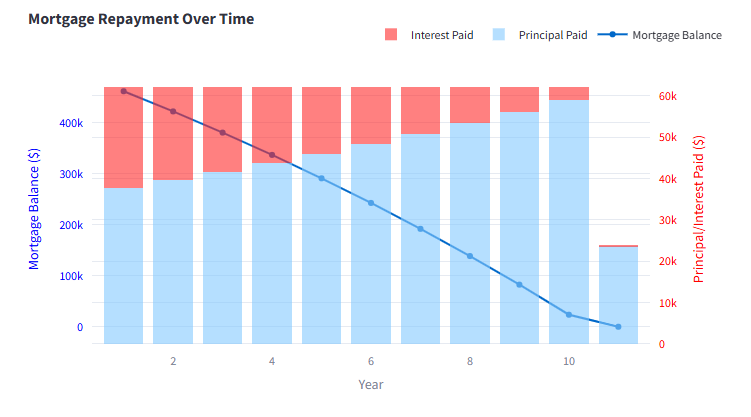 Mortgage Repayment Over Time
Interest Paid
Principal Paid
Mortgage Balance
400k
300k
200k
100k
0
Mortgage Balance ($)
60k
50k
40k
30k
20k
10k
0
Principal/Interest Paid ($)
2
4
6
8
10
Year